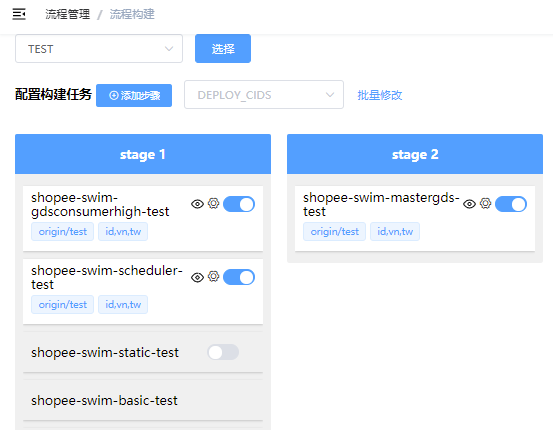 流程管理 / 流程构建
TEST
选择
配置构建任务
添加步骤
DEPLOY_CIDS
批量修改
stage 1
shopee-swim-
gdsconsumerhigh-test
origin/test
id,vn,tw
shopee-swim-scheduler-
test
origin/test
id,vn,tw
shopee-swim-static-test
shopee-swim-basic-test
stage 2
shopee-swim-mastergds-
test
origin/test
id,vn,tw